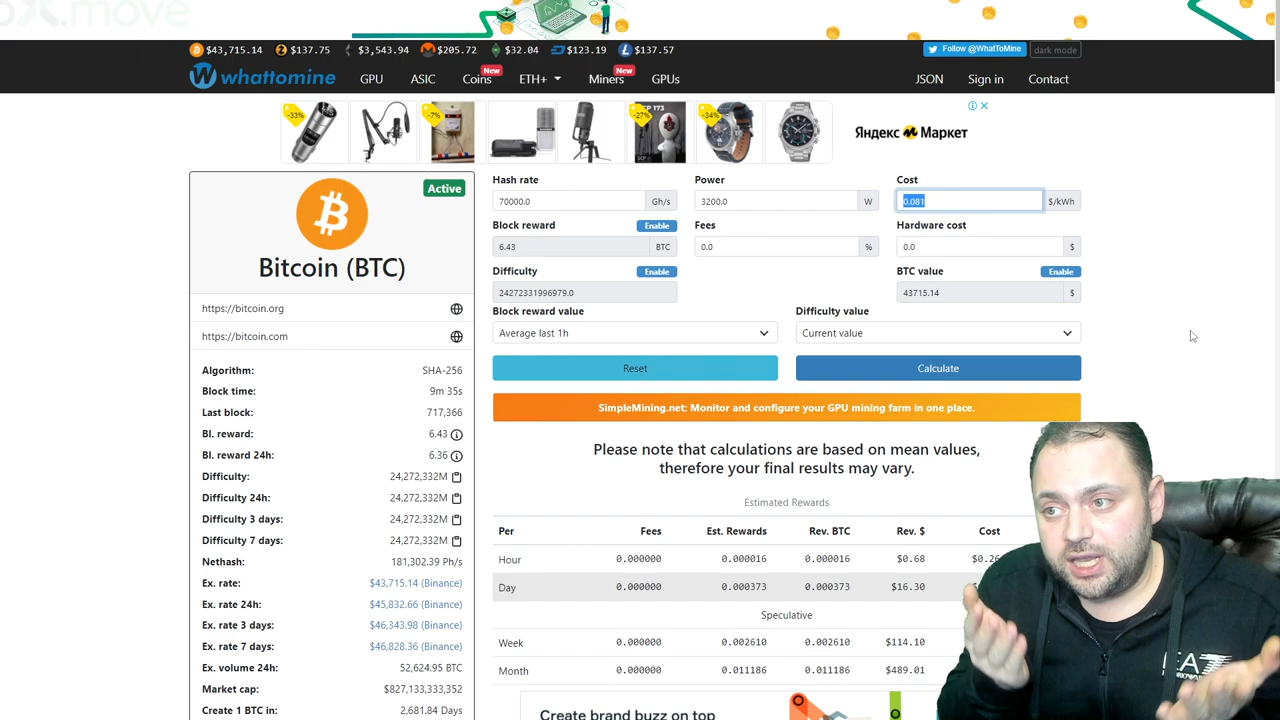 ox.move
$43,715.14 $137.75 $3,543.94 $205.72 $32.04 $123.19 $137.57 Follow @WhatToMine dark mode
whattomine GPU ASIC Coins New ETH+ Miners New GPUs JSON Sign in Contact
-33% -7% -27% -34%
Яндекс Маркет
Active
Bitcoin (BTC)
https://bitcoin.org
https://bitcoin.com
Algorithm: SHA-256
Block time: 9m 35s
Last block: 717,366
Bl. reward: 6.43
Bl. reward 24h: 6.36
Difficulty: 24,272,332M
Difficulty 24h: 24,272,332M
Difficulty 3 days: 24,272,332M
Difficulty 7 days: 24,272,332M
Nethash: 181,302.39 Ph/s
Ex. rate: $43,715.14 (Binance)
Ex. rate 24h: $45,832.66 (Binance)
Ex. rate 3 days: $46,343.98 (Binance)
Ex. rate 7 days: $46,828.36 (Binance)
Ex. volume 24h: 52,624.95 BTC
Market cap: $827,133,333,352
Create 1 BTC in: 2,681.84 Days
Hash rate Power Cost
70000.0 Gh/s 3200.0 W 0.081 $/kWh
Block reward Enable Fees Hardware cost
6.43 BTC 0.0 % 0.0 $
Difficulty Enable BTC value Enable
24272331996979.0 43715.14 $
Block reward value Difficulty value
Average last 1h Current value
Reset Calculate
SimpleMining.net: Monitor and configure your GPU mining farm in one place.
Please note that calculations are based on mean values,
therefore your final results may vary.
Estimated Rewards
Per Fees Est. Rewards Rev. BTC Rev. $ Cost
Hour 0.000000 0.000016 0.000016 $0.68 $0.26
Day 0.000000 0.000373 0.000373 $16.30
Speculative
Week 0.000000 0.002610 0.002610 $114.10
Month 0.000000 0.011186 0.011186 $489.01
Create brand buzz on top